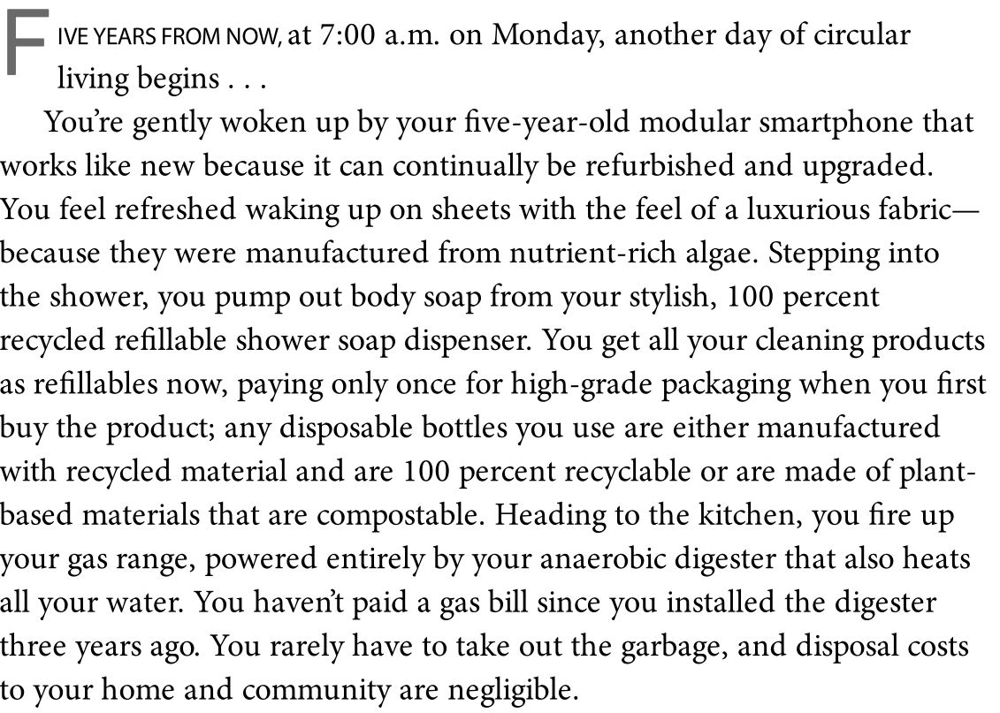 FIVE YEARS FROM NOW, at 7:00 a.m. on Monday, another day of circular
living begins . . .
You’re gently woken up by your five-year-old modular smartphone that
works like new because it can continually be refurbished and upgraded.
You feel refreshed waking up on sheets with the feel of a luxurious fabric—
because they were manufactured from nutrient-rich algae. Stepping into
the shower, you pump out body soap from your stylish, 100 percent
recycled refillable shower soap dispenser. You get all your cleaning products
as refillables now, paying only once for high-grade packaging when you first
buy the product; any disposable bottles you use are either manufactured
with recycled material and are 100 percent recyclable or are made of plant-
based materials that are compostable. Heading to the kitchen, you fire up
your gas range, powered entirely by your anaerobic digester that also heats
all your water. You haven’t paid a gas bill since you installed the digester
three years ago. You rarely have to take out the garbage, and disposal costs
to your home and community are negligible.